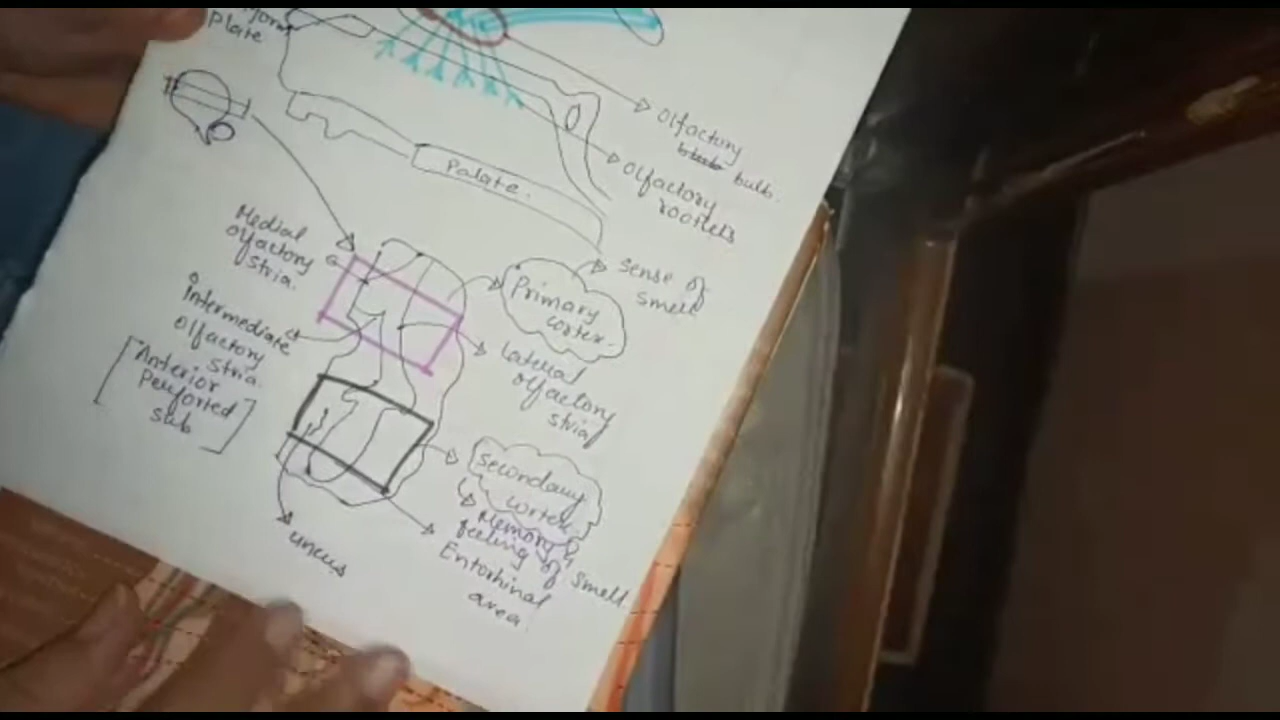 Plate
Olfactory
bulb.
Olfactory
rootlets
Palate.
Medial
olfactory
stria.
Sense of
smell
Primary
cortex.
Intermediate
olfactory
stria.
Lateral
olfactory
stria
[Anterior
Perforted
sub]
Secondary
cortex.
Memory,
feeling of smell.
Entorhinal
area
uncus